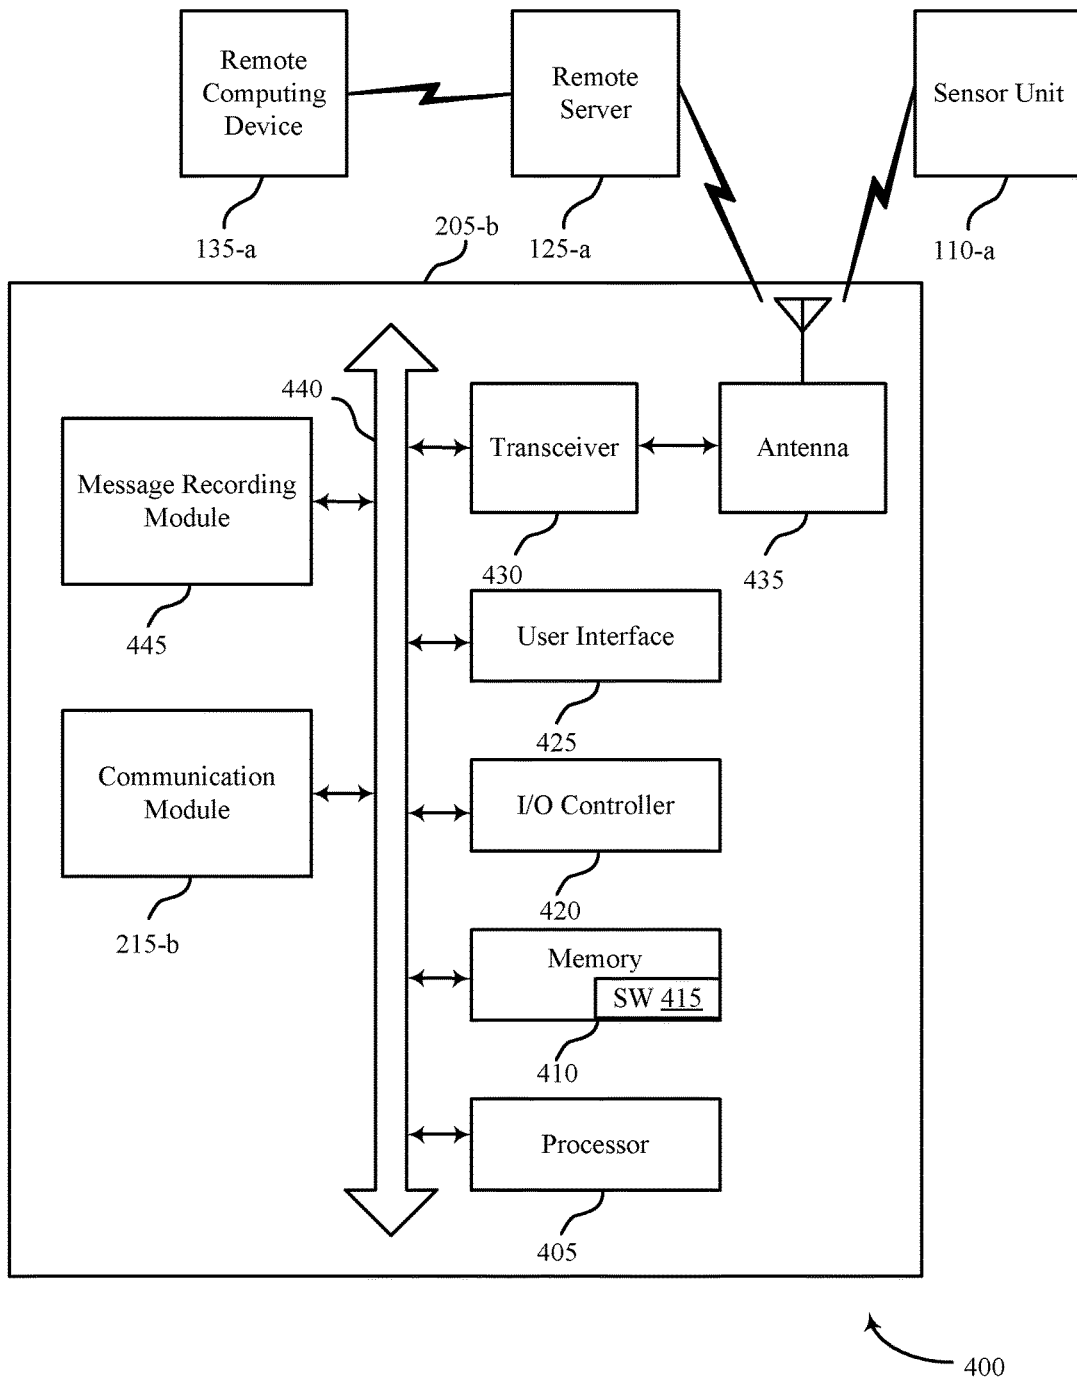 Remote
Computing
Device
Remote
Server
Sensor Unit
135-a
205-b
125-a
110-a
440
Transceiver
Antenna
Message Recording
Module
430
435
445
User Interface
425
Communication
Module
I/O Controller
215-b
420
Memory
SW 415
410
Processor
405
400